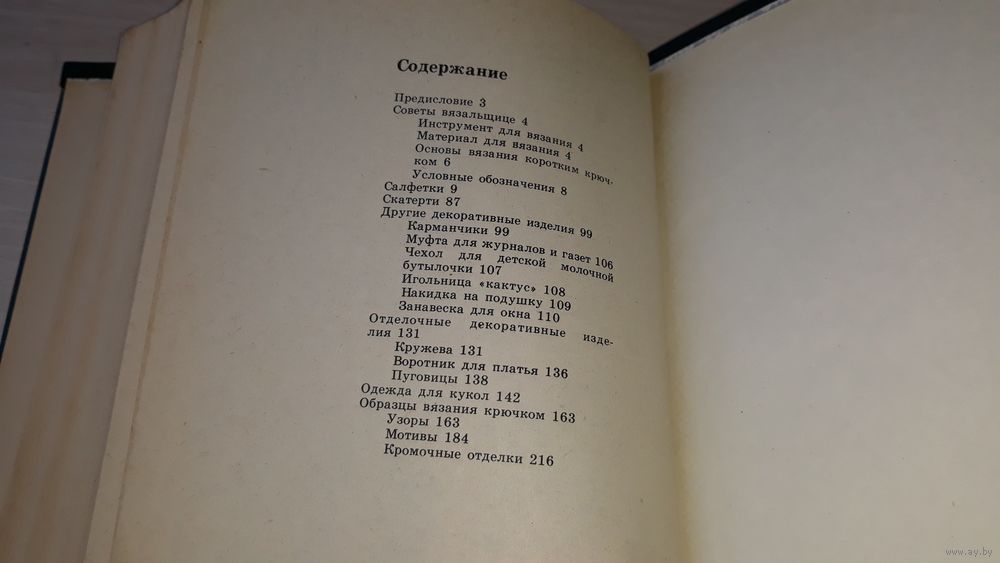 Содержание
Предисловие 3
Советы вязальщице 4
Инструмент для вязания 4
Материал для вязания 4
Основы вязания коротким крюч-
ком 6
Условные обозначения 8
Салфетки 9
Скатерти 87
Другие декоративные изделия 99
Карманчики 99
Муфта для журналов и газет 106
Чехол для детской молочной
бутылочки 107
Игольница «кактус» 108
Накидка на подушку 109
Занавеска для окна 110
Отделочные декоративные изде-
лия 131
Кружева 131
Воротник для платья 136
Пуговицы 138
Одежда для кукол 142
Образцы вязания крючком 163
Узоры 163
Мотивы 184
Кромочные отделки 216
www.ay.by